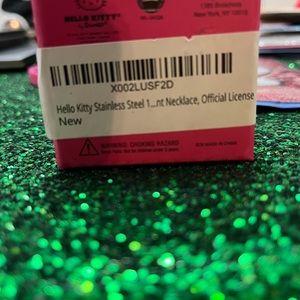 HELLO KITTY
New York, NY 10018
X002LUSF2D
Hello Kitty Stainless Steel 1...nt Necklace, Official License
New
WARNING: CHOKING HAZARD